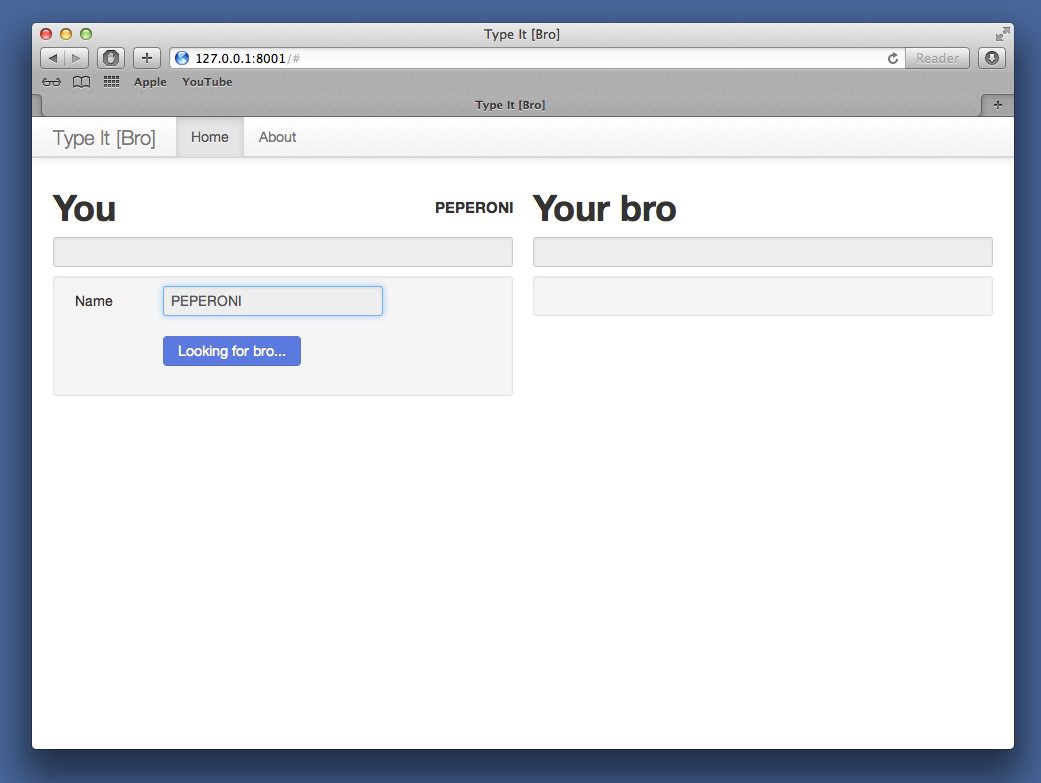 Type It [Bro]
127.0.0.1:8001/#
Reader
Apple YouTube
Type It [Bro]
Type It [Bro] Home About
You PEPERONI Your bro
Name PEPERONI
Looking for bro...